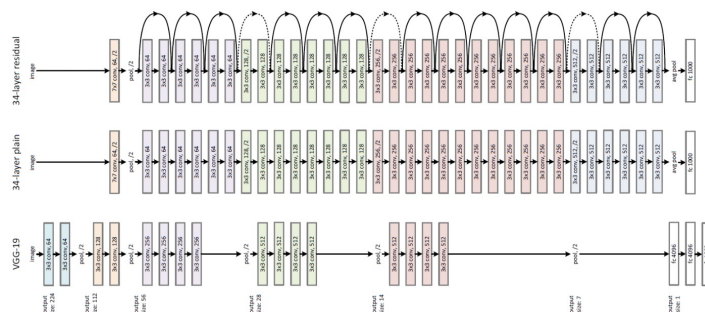 34-layer residual
image
7x7 conv, 64, /2
pool, /2
3x3 conv, 64
3x3 conv, 64
3x3 conv, 64
3x3 conv, 64
3x3 conv, 64
3x3 conv, 64
3x3 conv, 128, /2
3x3 conv, 128
3x3 conv, 128
3x3 conv, 128
3x3 conv, 128
3x3 conv, 128
3x3 conv, 128
3x3 conv, 128
3x3 conv, 256, /2
3x3 conv, 256
3x3 conv, 256
3x3 conv, 256
3x3 conv, 256
3x3 conv, 256
3x3 conv, 256
3x3 conv, 256
3x3 conv, 256
3x3 conv, 256
3x3 conv, 256
3x3 conv, 256
3x3 conv, 512, /2
3x3 conv, 512
3x3 conv, 512
3x3 conv, 512
3x3 conv, 512
3x3 conv, 512
avg pool
fc 1000
34-layer plain
image
7x7 conv, 64, /2
pool, /2
3x3 conv, 64
3x3 conv, 64
3x3 conv, 64
3x3 conv, 64
3x3 conv, 64
3x3 conv, 64
3x3 conv, 128, /2
3x3 conv, 128
3x3 conv, 128
3x3 conv, 128
3x3 conv, 128
3x3 conv, 128
3x3 conv, 128
3x3 conv, 128
3x3 conv, 256, /2
3x3 conv, 256
3x3 conv, 256
3x3 conv, 256
3x3 conv, 256
3x3 conv, 256
3x3 conv, 256
3x3 conv, 256
3x3 conv, 256
3x3 conv, 256
3x3 conv, 256
3x3 conv, 256
3x3 conv, 512, /2
3x3 conv, 512
3x3 conv, 512
3x3 conv, 512
3x3 conv, 512
3x3 conv, 512
avg pool
fc 1000
VGG-19
image
3x3 conv, 64
3x3 conv, 64
pool, /2
3x3 conv, 128
3x3 conv, 128
pool, /2
3x3 conv, 256
3x3 conv, 256
3x3 conv, 256
3x3 conv, 256
pool, /2
3x3 conv, 512
3x3 conv, 512
3x3 conv, 512
3x3 conv, 512
pool, /2
3x3 conv, 512
3x3 conv, 512
3x3 conv, 512
3x3 conv, 512
pool, /2
fc 4096
fc 4096
output
size: 224
output
size: 112
output
size: 56
output
size: 28
output
size: 14
output
size: 7
output
size: 1